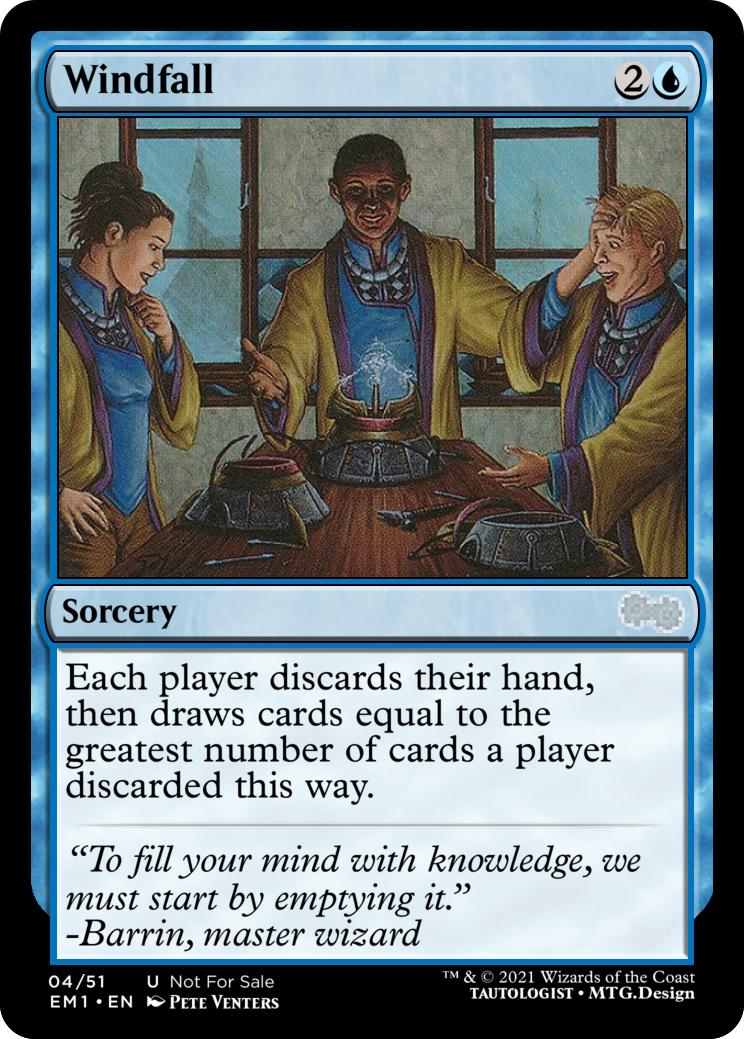 Windfall 2
Sorcery
Each player discards their hand,
then draws cards equal to the
greatest number of cards a player
discarded this way.
“To fill your mind with knowledge, we
must start by emptying it.”
-Barrin, master wizard
04/51 U Not For Sale
EM1 • EN PETE VENTERS
™ & © 2021 Wizards of the Coast
TAUTOLOGIST • MTG.Design